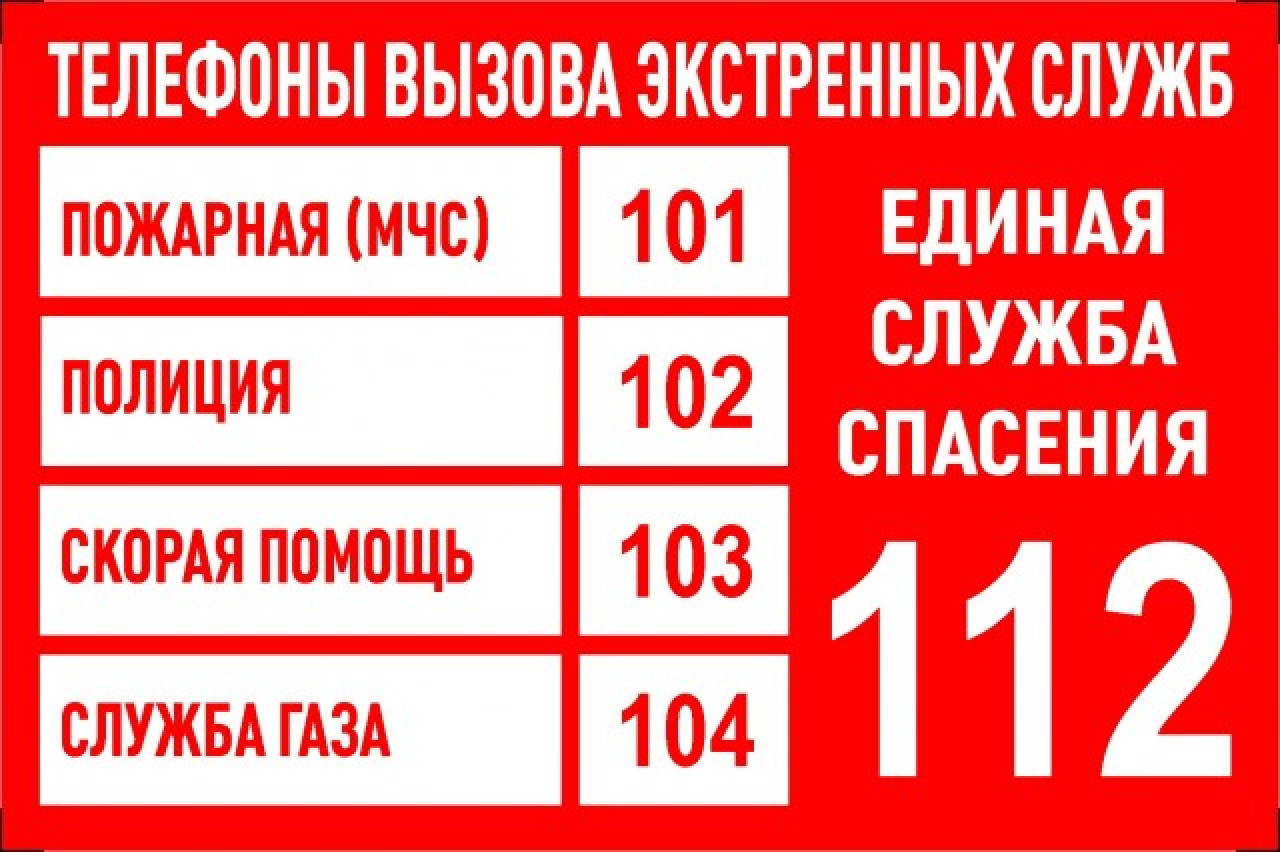 ТЕЛЕФОНЫ ВЫЗОВА ЭКСТРЕННЫХ СЛУЖБ
ПОЖАРНАЯ (МЧС) 101
ПОЛИЦИЯ 102
СКОРАЯ ПОМОЩЬ 103
СЛУЖБА ГАЗА 104
ЕДИНАЯ
СЛУЖБА
СПАСЕНИЯ
112